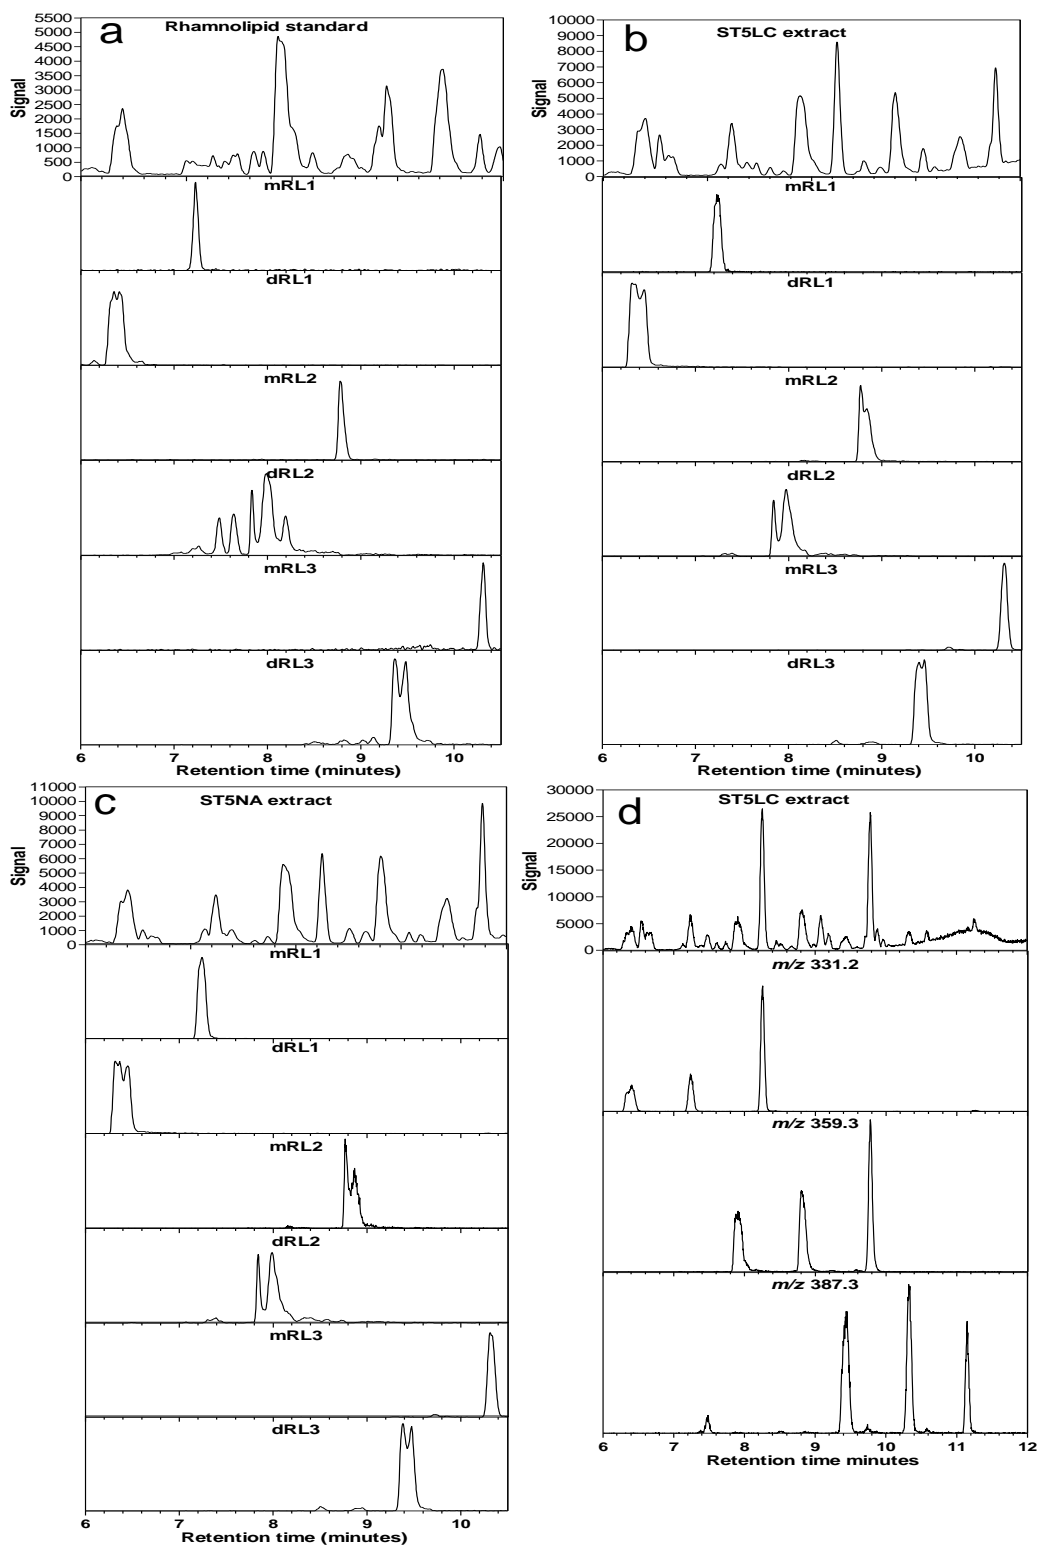 a
Rhamnolipid standard
5500
5000
4500
4000
3500
3000
2500
2000
1500
1000
500
0
Signal
mRL1
dRL1
mRL2
dRL2
mRL3
dRL3
6 7 8 9 10
Retention time (minutes)
b
ST5LC extract
10000
9000
8000
7000
6000
5000
4000
3000
2000
1000
0
Signal
mRL1
dRL1
mRL2
dRL2
mRL3
dRL3
6 7 8 9 10
Retention time (minutes)
c
ST5NA extract
11000
10000
9000
8000
7000
6000
5000
4000
3000
2000
1000
0
Signal
mRL1
dRL1
mRL2
dRL2
mRL3
dRL3
6 7 8 9 10
Retention time (minutes)
d
ST5LC extract
30000
25000
20000
15000
10000
5000
0
Signal
m/z 331.2
m/z 359.3
m/z 387.3
6 7 8 9 10 11 12
Retention time minutes